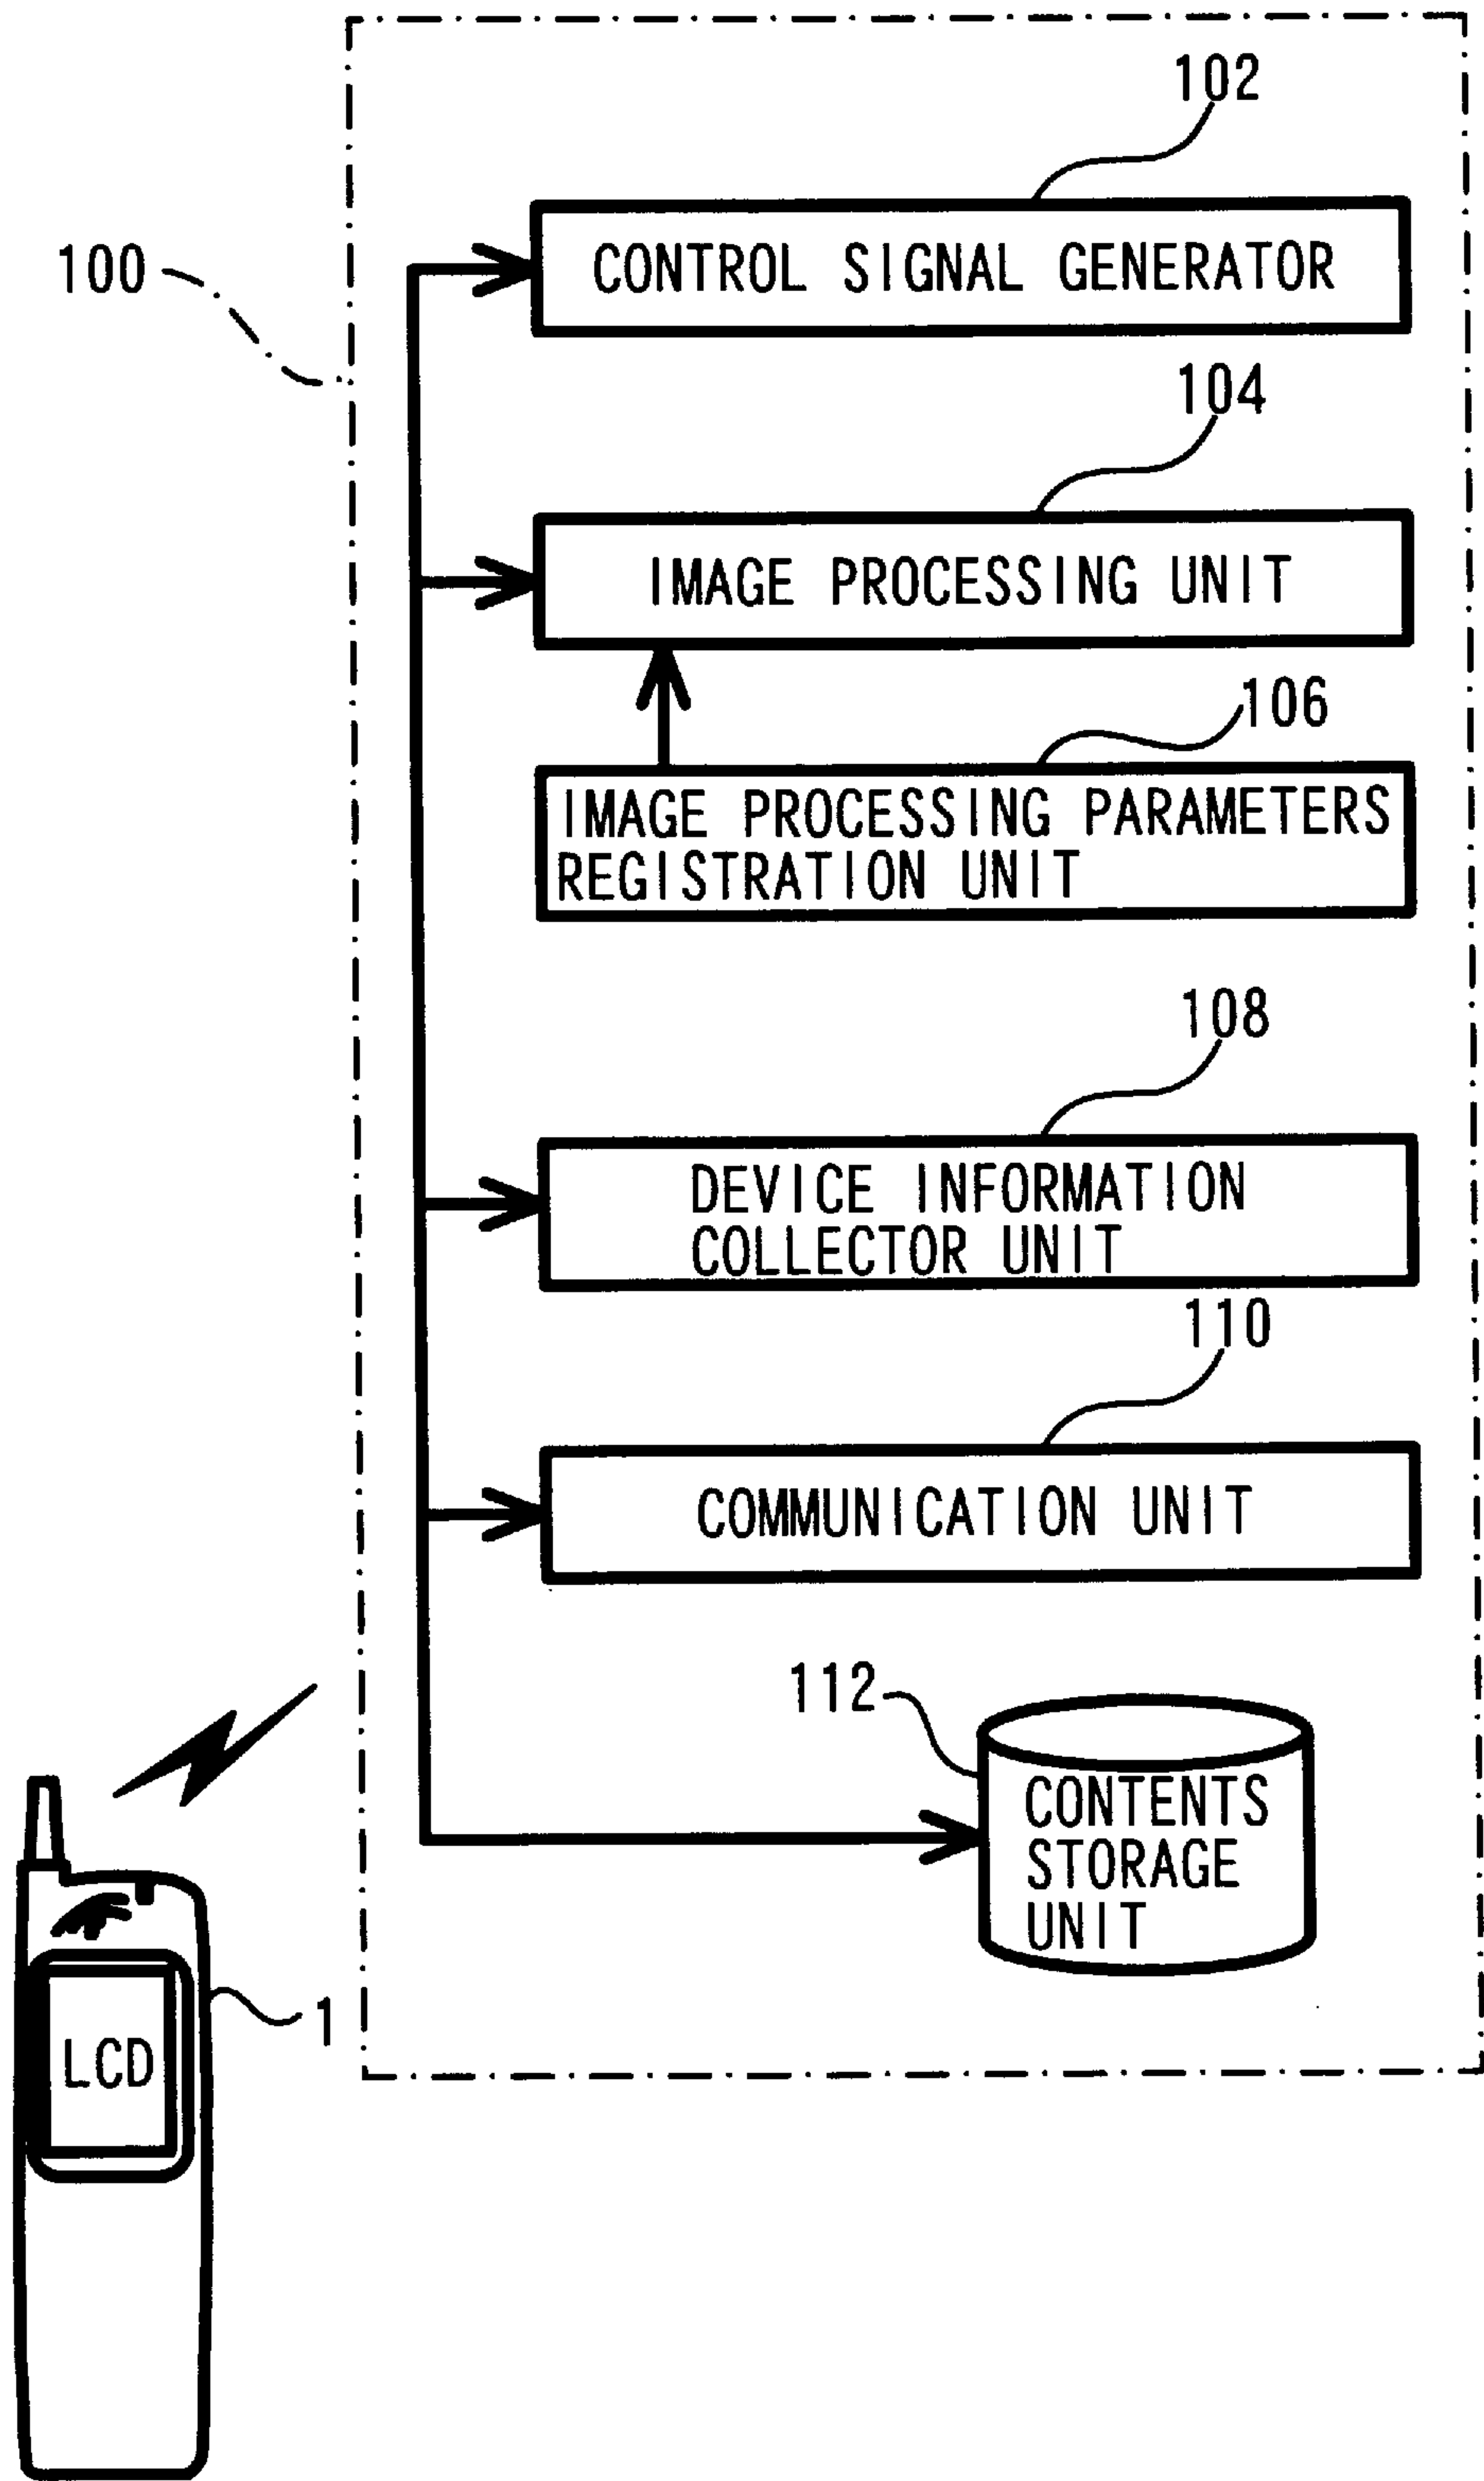 102
100
CONTROL SIGNAL GENERATOR
104
IMAGE PROCESSING UNIT
106
IMAGE PROCESSING PARAMETERS
REGISTRATION UNIT
108
DEVICE INFORMATION
COLLECTOR UNIT
110
COMMUNICATION UNIT
112
CONTENTS
STORAGE
UNIT
1
LCD